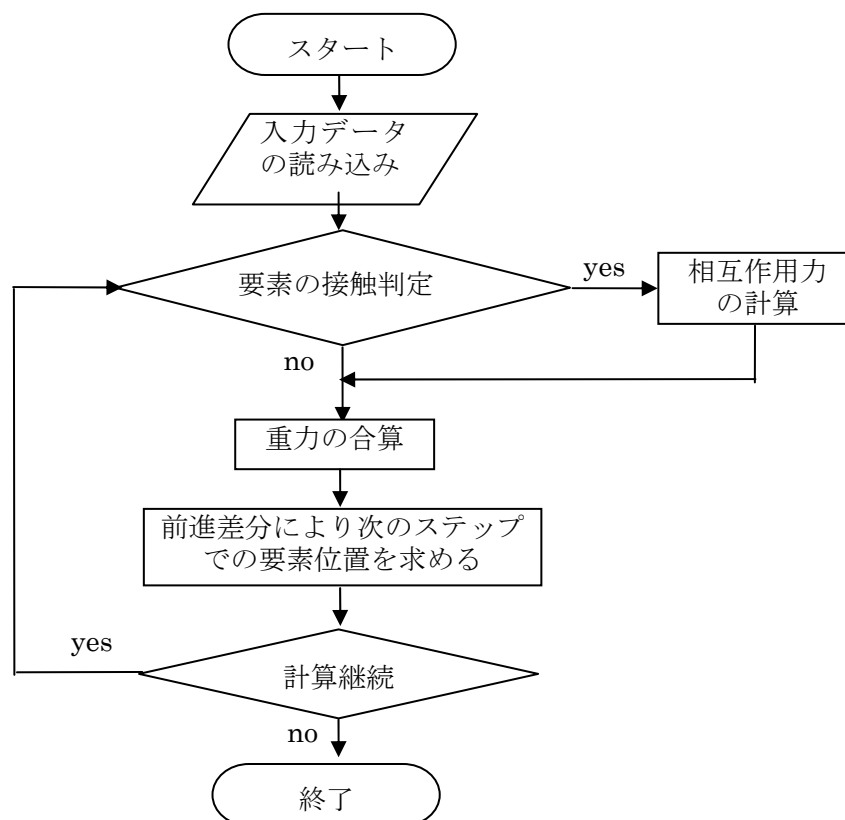 スタート
入力データ
の読み込み
要素の接触判定
yes
相互作用力
の計算
no
重力の合算
前進差分により次のステップ
での要素位置を求める
yes
計算継続
no
終了